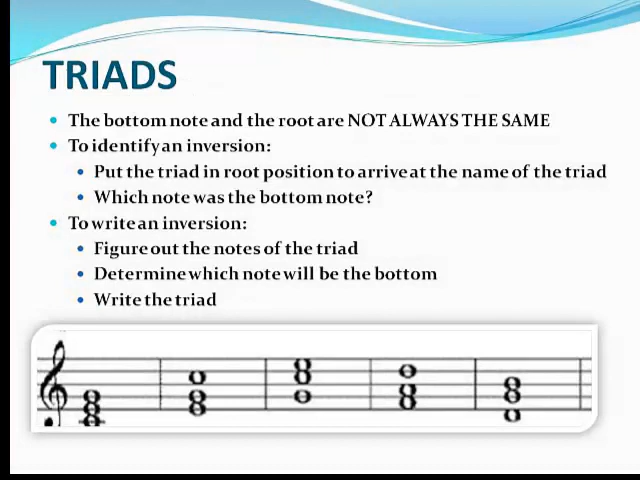 TRIADS
The bottom note and the root are NOT ALWAYS THE SAME
To identify an inversion:
Put the triad in root position to arrive at the name of the triad
Which note was the bottom note?
To write an inversion:
Figure out the notes of the triad
Determine which note will be the bottom
Write the triad